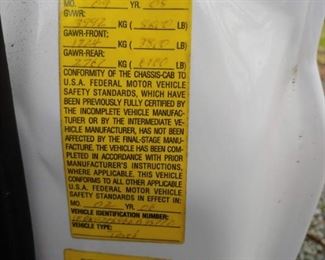 MO. 09 YR. 05
GVWR:
KG ( LB)
GAWR-FRONT:
KG ( LB)
GAWR-REAR:
KG ( LB)
CONFORMITY OF THE CHASSIS-CAB TO
U.S.A. FEDERAL MOTOR VEHICLE
SAFETY STANDARDS, WHICH HAVE
BEEN PREVIOUSLY FULLY CERTIFIED BY
THE INCOMPLETE VEHICLE MANUFAC-
TURER OR BY THE INTERMEDIATE VE-
HICLE MANUFACTURER, HAS NOT BEEN
AFFECTED BY THE FINAL-STAGE MANU-
FACTURE. THE VEHICLE HAS BEEN COM-
PLETED IN ACCORDANCE WITH PRIOR
MANUFACTURER'S INSTRUCTIONS,
WHERE APPLICABLE. THIS VEHICLE
CONFORMS TO ALL OTHER APPLICABLE
U.S.A. FEDERAL MOTOR VEHICLE
SAFETY STANDARDS IN EFFECT IN:
MO. 02 YR. 06
VEHICLE IDENTIFICATION NUMBER:
VEHICLE TYPE: